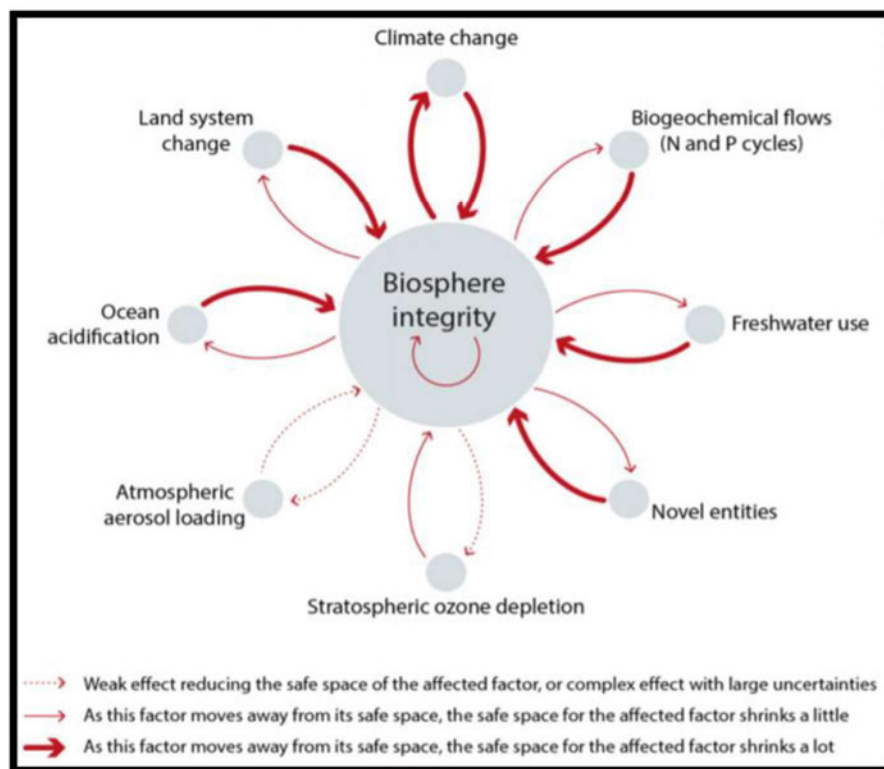 Climate change
Land system
change
Biogeochemical flows
(N and P cycles)
Biosphere
integrity
Ocean
acidification
Freshwater use
Atmospheric
aerosol loading
Novel entities
Stratospheric ozone depletion
Weak effect reducing the safe space of the affected factor, or complex effect with large uncertainties
As this factor moves away from its safe space, the safe space for the affected factor shrinks a little
As this factor moves away from its safe space, the safe space for the affected factor shrinks a lot